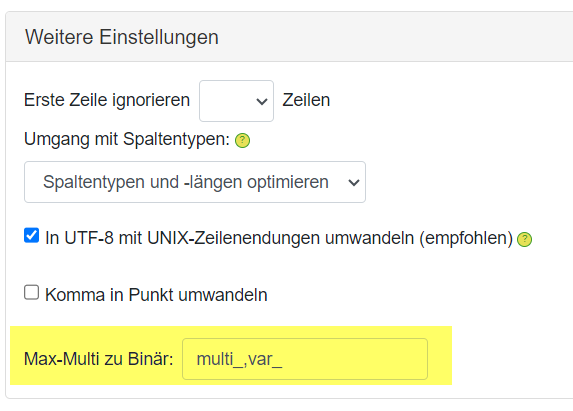 Weitere Einstellungen
Erste Zeile ignorieren Zeilen
Umgang mit Spaltentypen: ?
Spaltentypen und -längen optimieren
In UTF-8 mit UNIX-Zeilenendungen umwandeln (empfohlen) ?
Komma in Punkt umwandeln
Max-Multi zu Binär: multi_,var_